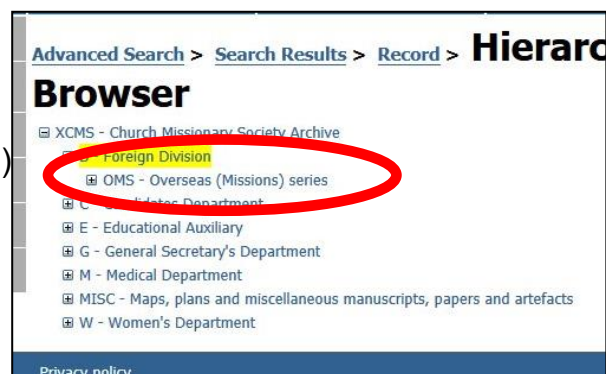 Advanced Search > Search Results > Record > Hierarc
Browser
XCMS - Church Missionary Society Archive
- Foreign Division
OMS - Overseas (Missions) series
C - Candidates Department
E - Educational Auxiliary
G - General Secretary's Department
M - Medical Department
MISC - Maps, plans and miscellaneous manuscripts, papers and artefacts
W - Women's Department
Privacy policy
)